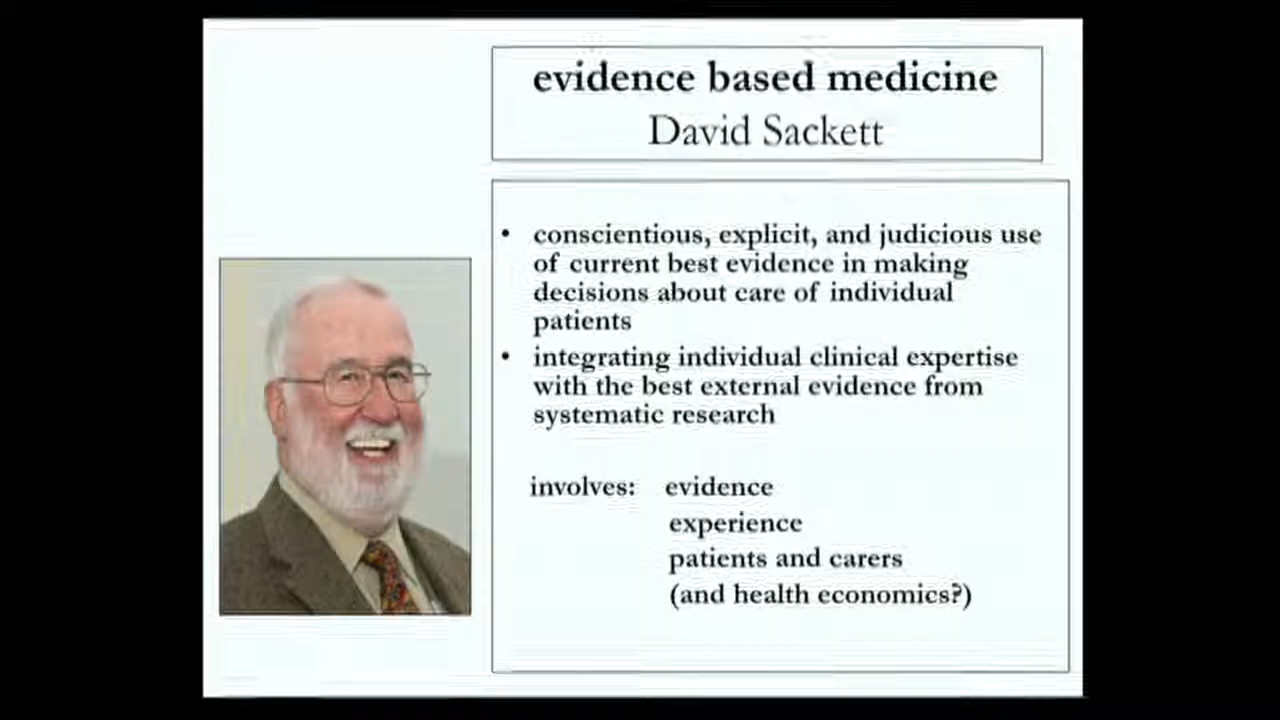 evidence based medicine
David Sackett
• conscientious, explicit, and judicious use
of current best evidence in making
decisions about care of individual
patients
• integrating individual clinical expertise
with the best external evidence from
systematic research
involves: evidence
experience
patients and carers
(and health economics?)